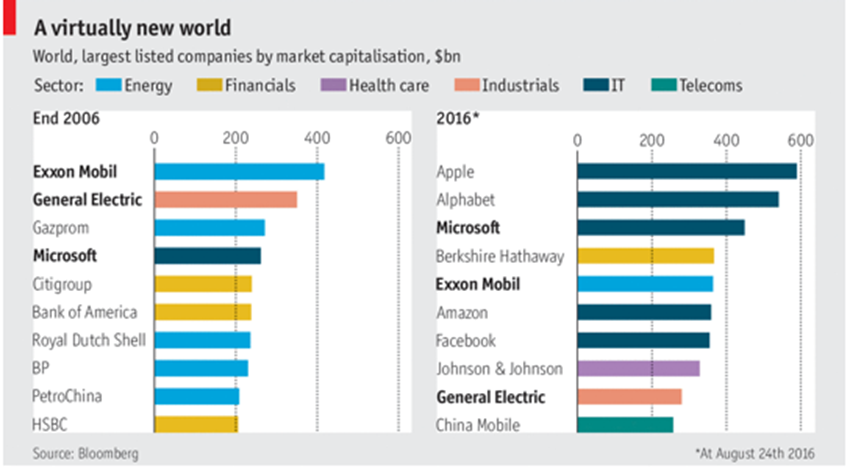 A virtually new world
World, largest listed companies by market capitalisation, $bn
Sector: Energy Financials Health care Industrials IT Telecoms
End 2006
0 200 400 600
Exxon Mobil
General Electric
Gazprom
Microsoft
Citigroup
Bank of America
Royal Dutch Shell
BP
PetroChina
HSBC
2016*
0 200 400 600
Apple
Alphabet
Microsoft
Berkshire Hathaway
Exxon Mobil
Amazon
Facebook
Johnson & Johnson
General Electric
China Mobile
Source: Bloomberg
*At August 24th 2016